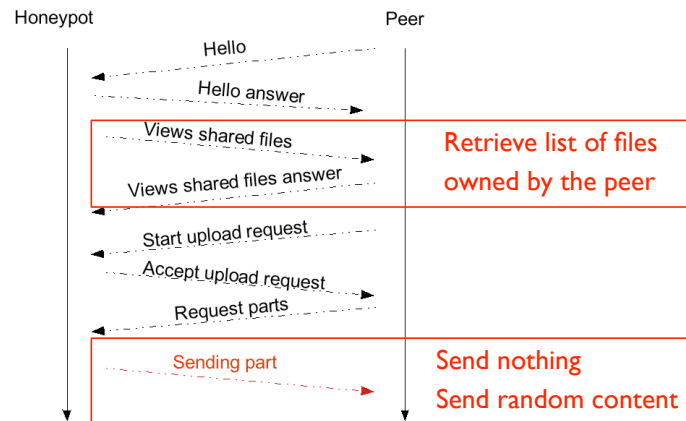 Honeypot
Peer
Hello
Hello answer
Views shared files
Retrieve list of files
owned by the peer
Views shared files answer
Start upload request
Accept upload request
Request parts
Sending part
Send nothing
Send random content